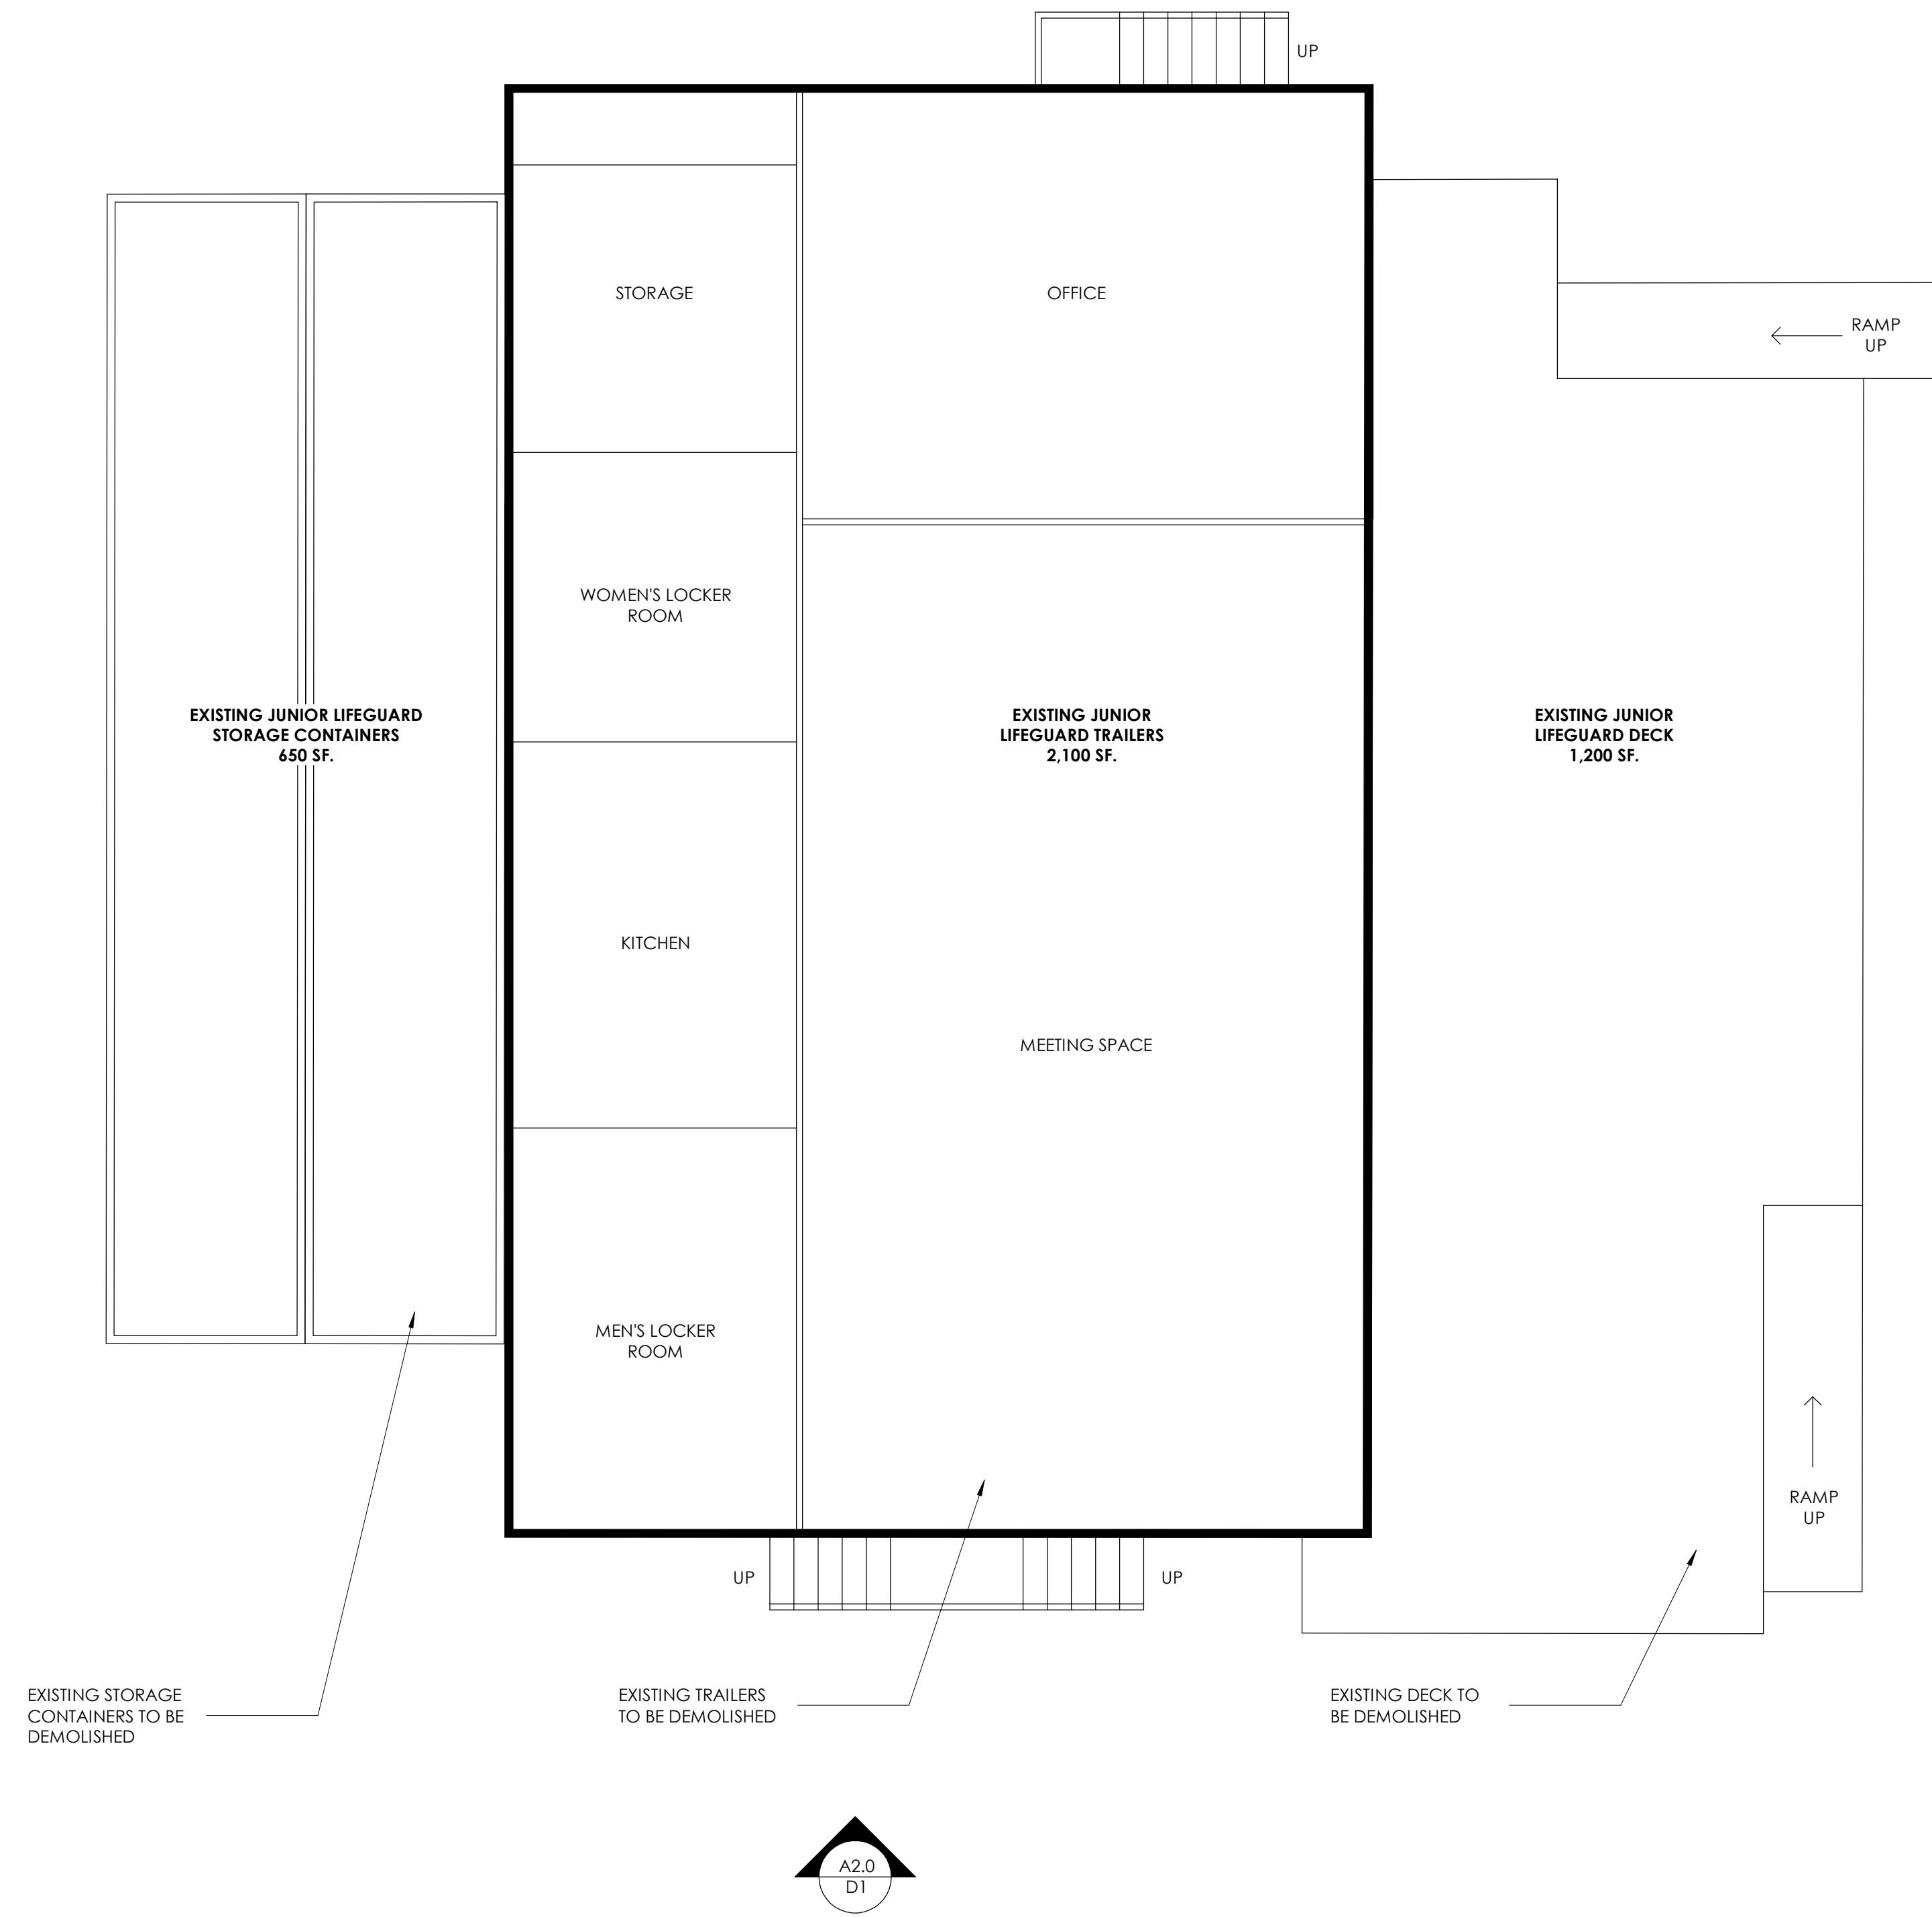 UP
STORAGE
OFFICE
RAMP
UP
WOMEN'S LOCKER
ROOM
EXISTING JUNIOR LIFEGUARD
STORAGE CONTAINERS
650 SF.
EXISTING JUNIOR
LIFEGUARD TRAILERS
2,100 SF.
EXISTING JUNIOR
LIFEGUARD DECK
1,200 SF.
KITCHEN
MEETING SPACE
MEN'S LOCKER
ROOM
RAMP
UP
UP
UP
EXISTING STORAGE
CONTAINERS TO BE
DEMOLISHED
EXISTING TRAILERS
TO BE DEMOLISHED
EXISTING DECK TO
BE DEMOLISHED
A2.0
D1